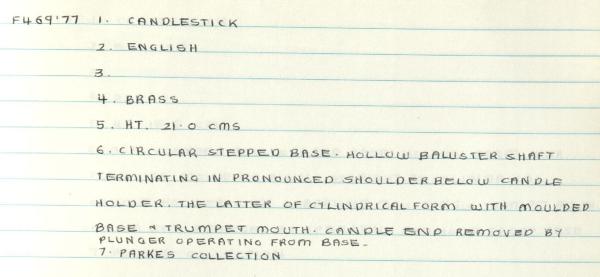 F469'77 1. CANDLESTICK
2. ENGLISH
3.
4. BRASS
5. HT. 21.0 CMS
6. CIRCULAR STEPPED BASE. HOLLOW BALUSTER SHAFT
TERMINATING IN PRONOUNCED SHOULDER BELOW CANDLE
HOLDER. THE LATTER OF CYLINDRICAL FORM WITH MOULDED
BASE + TRUMPET MOUTH. CANDLE END REMOVED BY
PLUNGER OPERATING FROM BASE.
7. PARKES COLLECTION